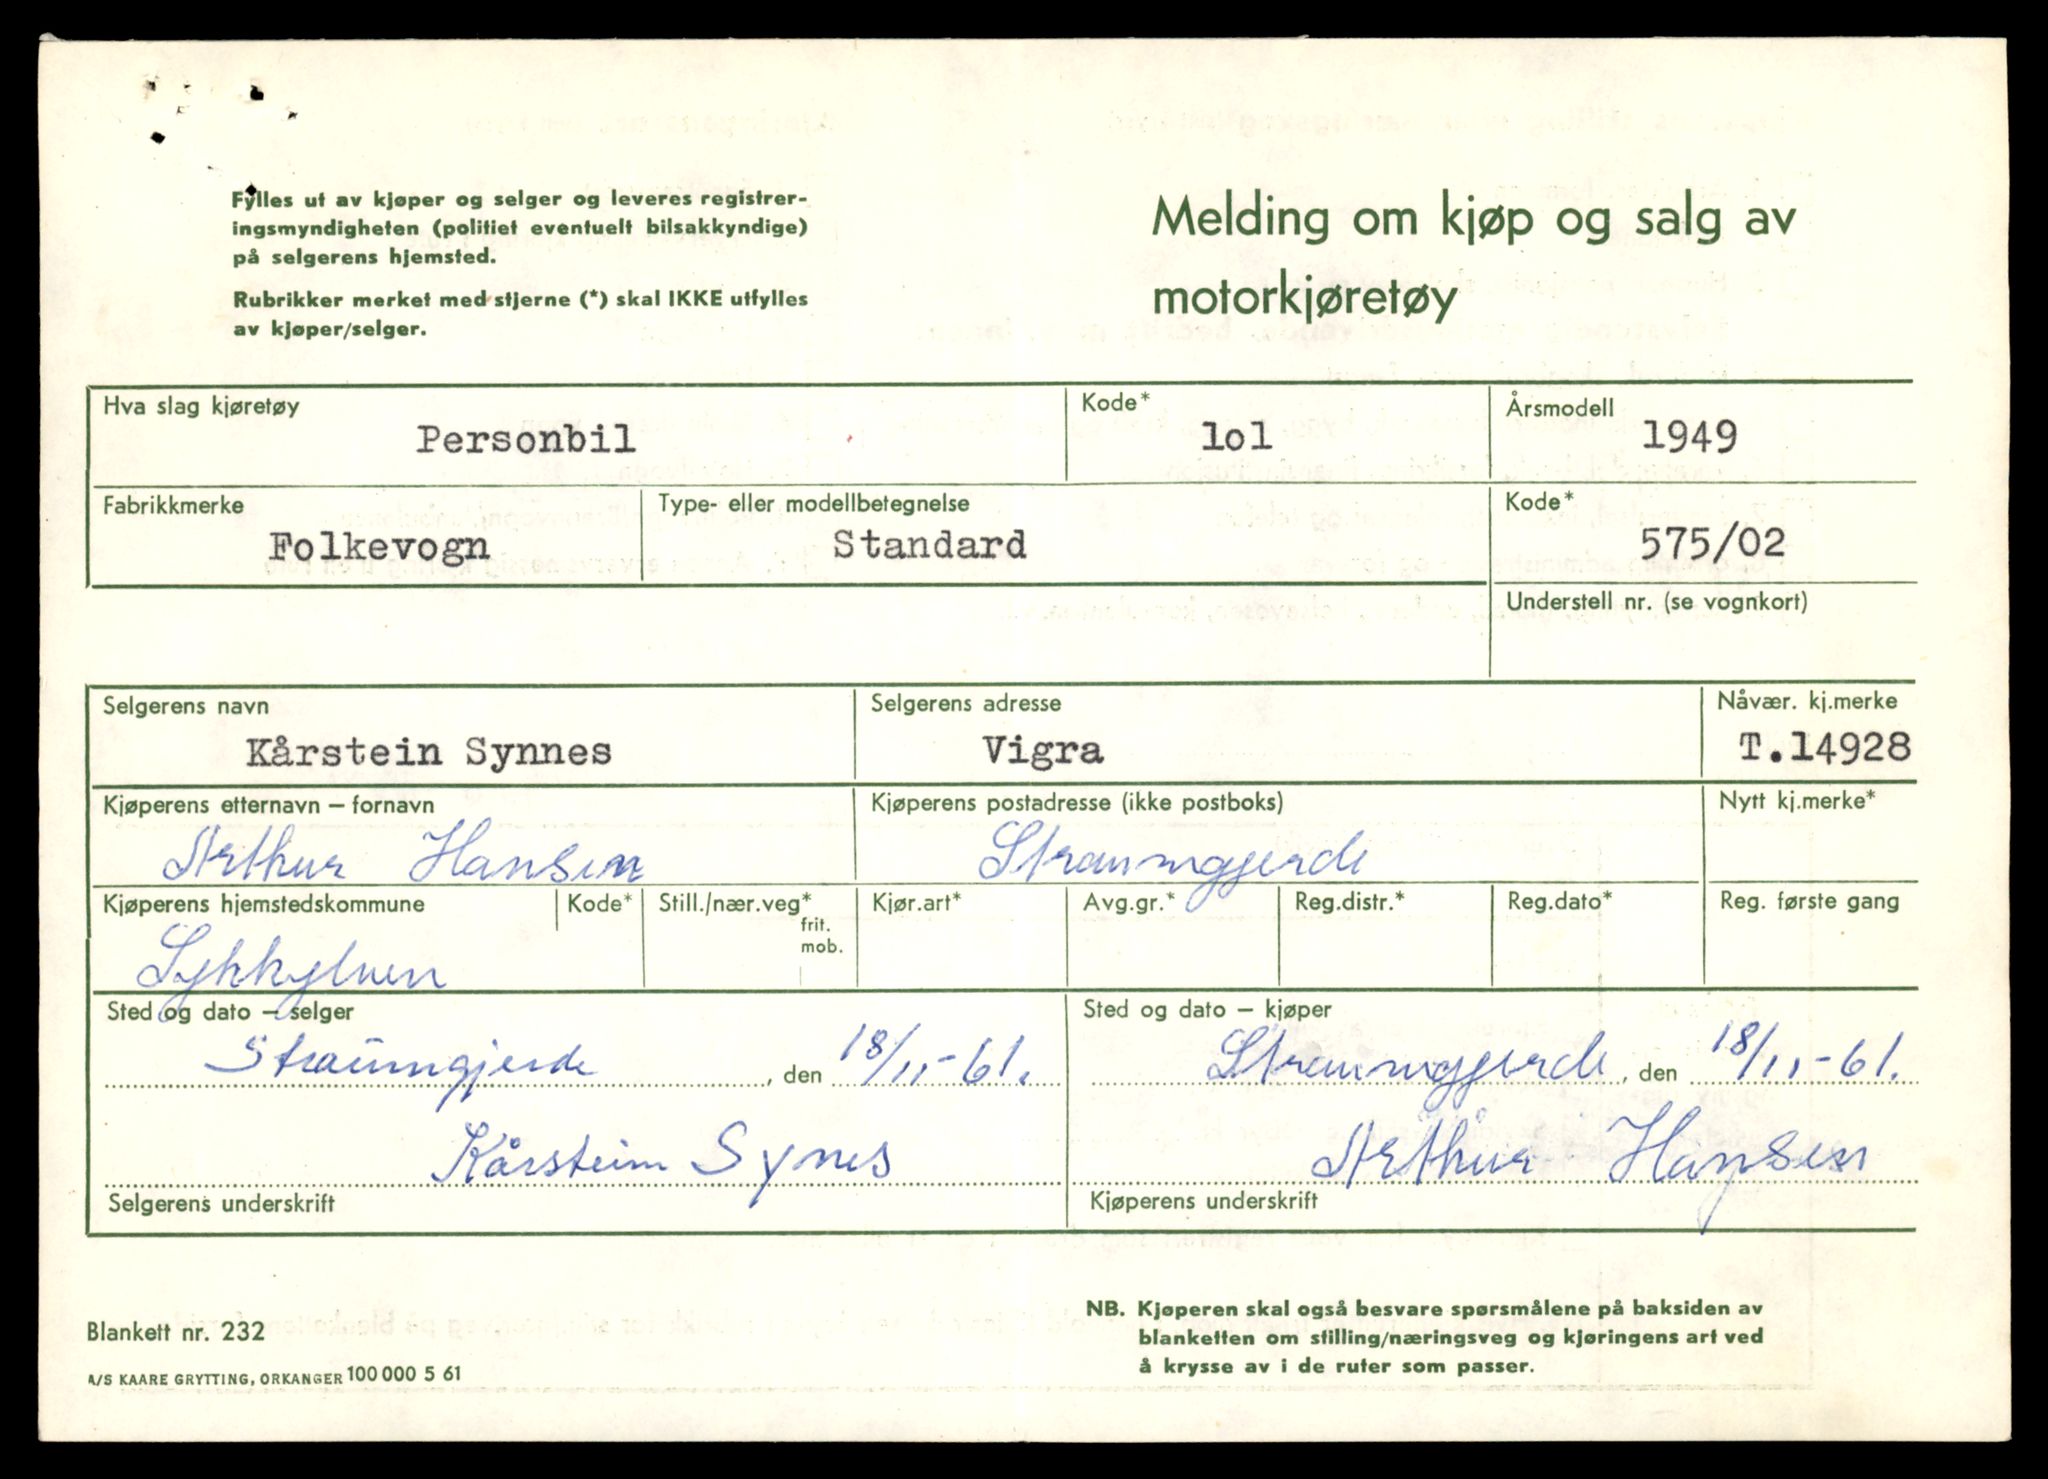 Fylles ut av kjøper og selger og leveres registrer-
ingsmyndigheten (politiet eventuelt bilsakkyndige)
på selgerens hjemsted.
Rubrikker merket med stjerne (*) skal IKKE utfylles
av kjøper/selger.
Melding om kjøp og salg av
motorkjøretøy
Hva slag kjøretøy
Personbil
Kode*
lol
Årsmodell
1949
Fabrikkmerke
Folkevogn
Type- eller modellbetegnelse
Standard
Kode*
575/02
Understell nr. (se vognkort)
Selgerens navn
Kårstein Synnes
Selgerens adresse
Vigra
Nåvær. kj.merke
T.14928
Kjøperens etternavn – fornavn
Arthur Hansen
Kjøperens postadresse (ikke postboks)
Straumgjerde
Nytt kj.merke*
Kjøperens hjemstedskommune
Sykkylven
Kode*
Still./nær.veg*
frit.
mob.
Kjør.art*
Avg.gr.*
Reg.distr.*
Reg.dato*
Reg. første gang
Sted og dato – selger
Straumgjerde, den 18/11-61.
Sted og dato – kjøper
Straumgjerde, den 18/11-61.
Kårstein Synes
Selgerens underskrift
Arthur Hansen
Kjøperens underskrift
Blankett nr. 232
A/S KAARE GRYTTING, ORKANGER 100 000 5 61
NB. Kjøperen skal også besvare spørsmålene på baksiden av
blanketten om stilling/næringsveg og kjøringens art ved
å krysse av i de ruter som passer.